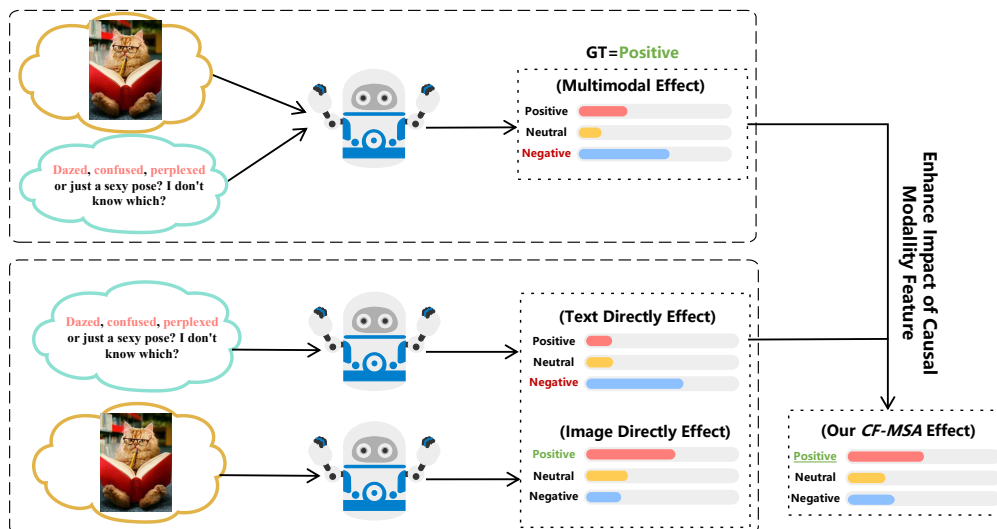 GT=Positive
(Multimodal Effect)
Positive
Neutral
Negative
Dazed, confused, perplexed
or just a sexy pose? I don't
know which?
Enhance Impact of Causal
Modallity Feature
Dazed, confused, perplexed
or just a sexy pose? I don't
know which?
(Text Directly Effect)
Positive
Neutral
Negative
(Image Directly Effect)
Positive
Neutral
Negative
(Our CF-MSA Effect)
Positive
Neutral
Negative